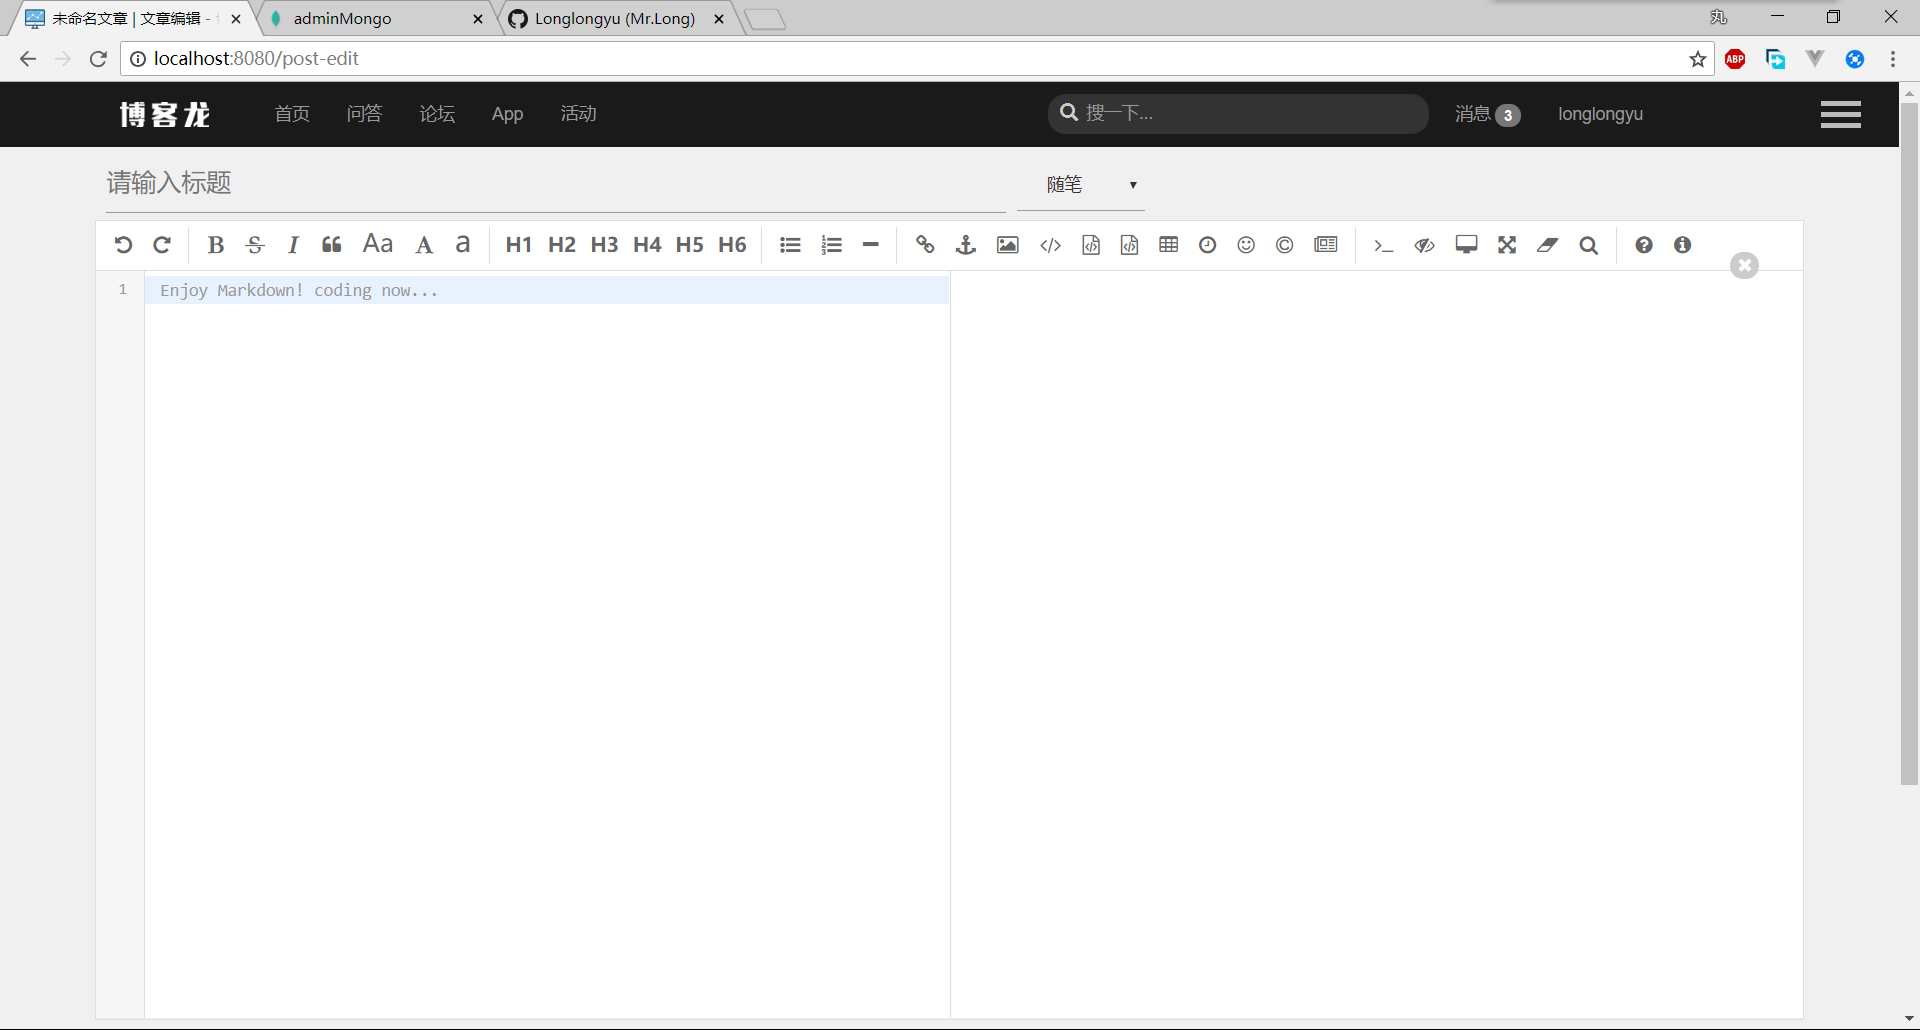 未命名文章 | 文章编辑 -
adminMongo
Longlongyu (Mr.Long)
丸
localhost:8080/post-edit
ABP
博客龙
首页
问答
论坛
App
活动
搜一下...
消息 3
longlongyu
请输入标题
随笔
B S I Aa A a H1 H2 H3 H4 H5 H6
1
Enjoy Markdown! coding now...